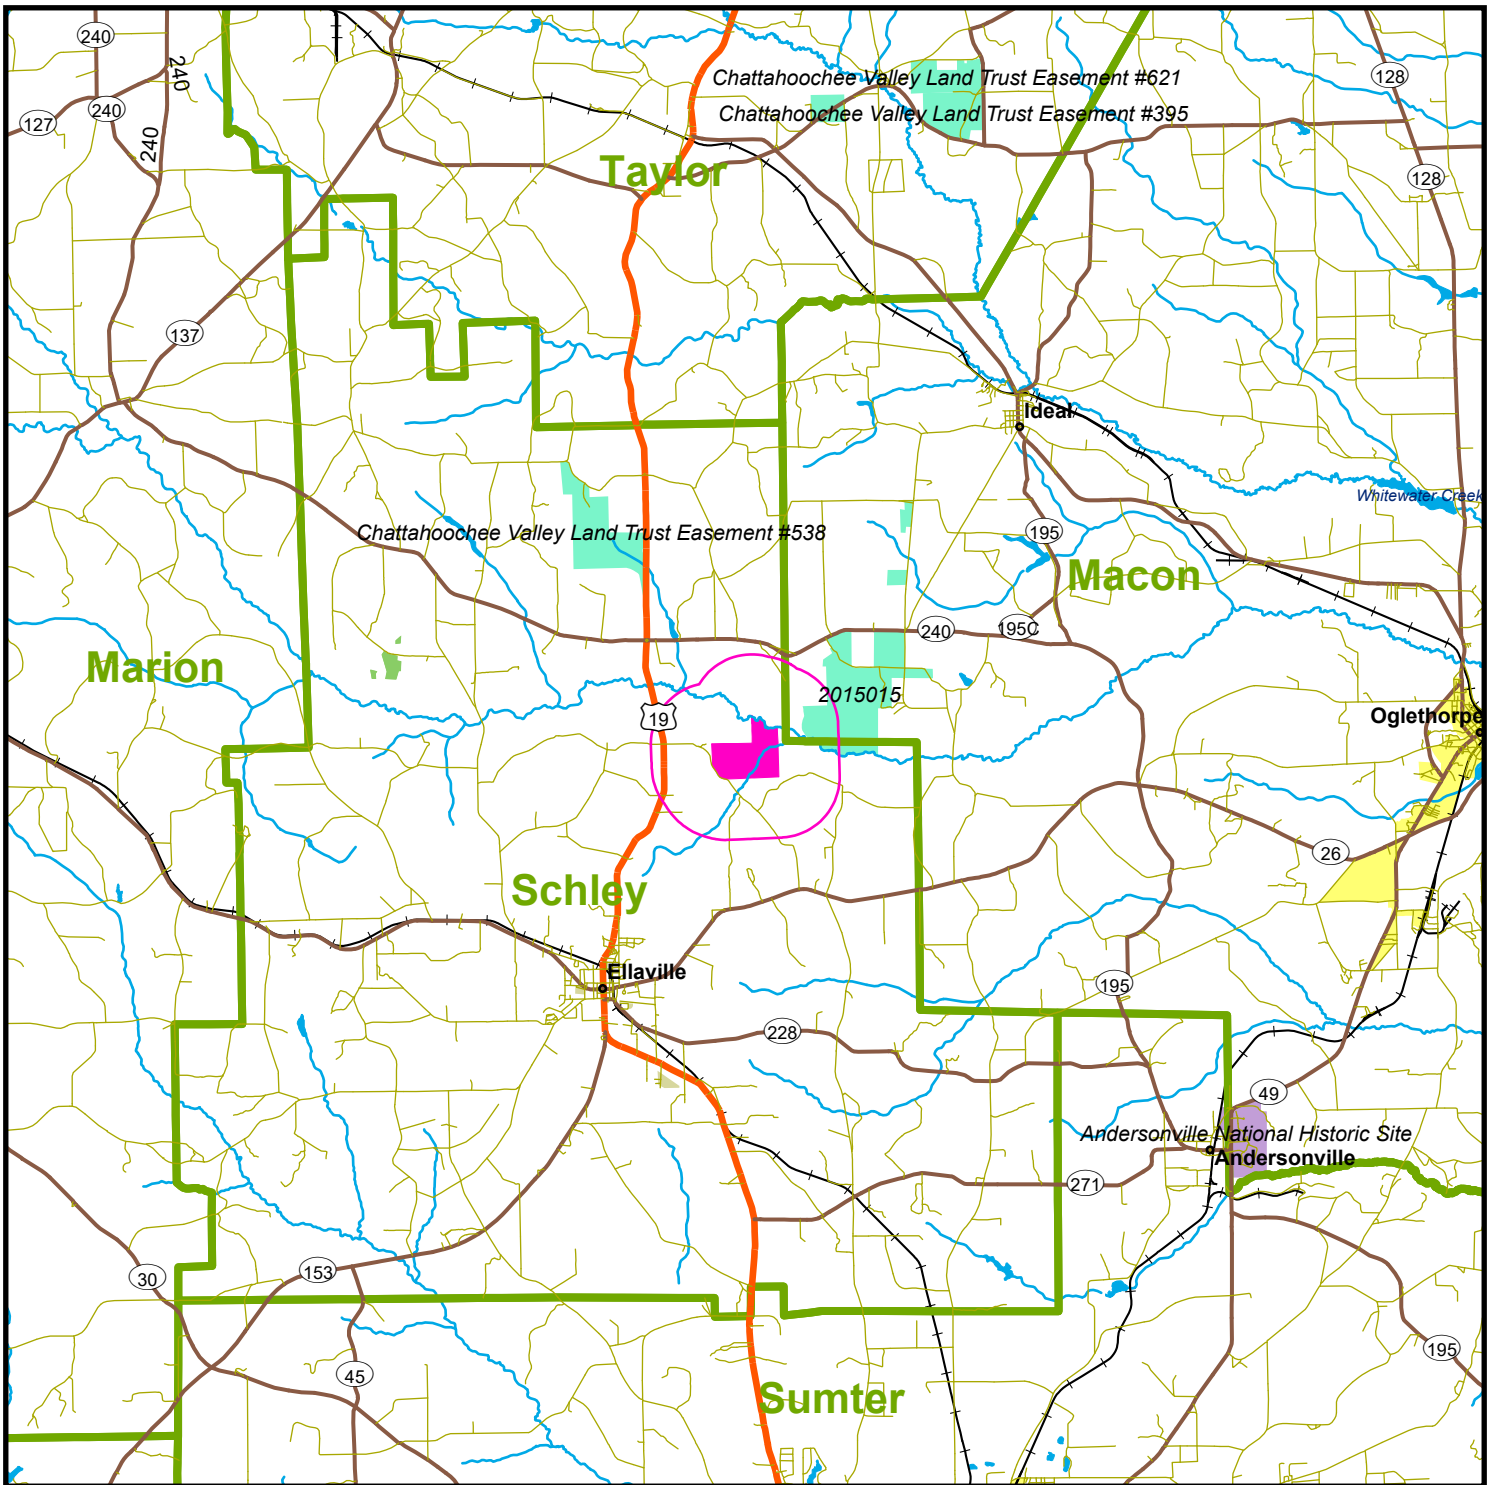 240
240
128
Chattahoochee Valley Land Trust Easement #621
240
Chattahoochee Valley Land Trust Easement #395
127
240
Taylor
128
137
Ideal
Whitewater Creek
Chattahoochee Valley Land Trust Easement #538
195
Macon
240
195C
Marion
2015015
19
Oglethorpe
26
Schley
Ellaville
195
228
49
Andersonville National Historic Site
Andersonville
271
153
30
195
45
Sumter